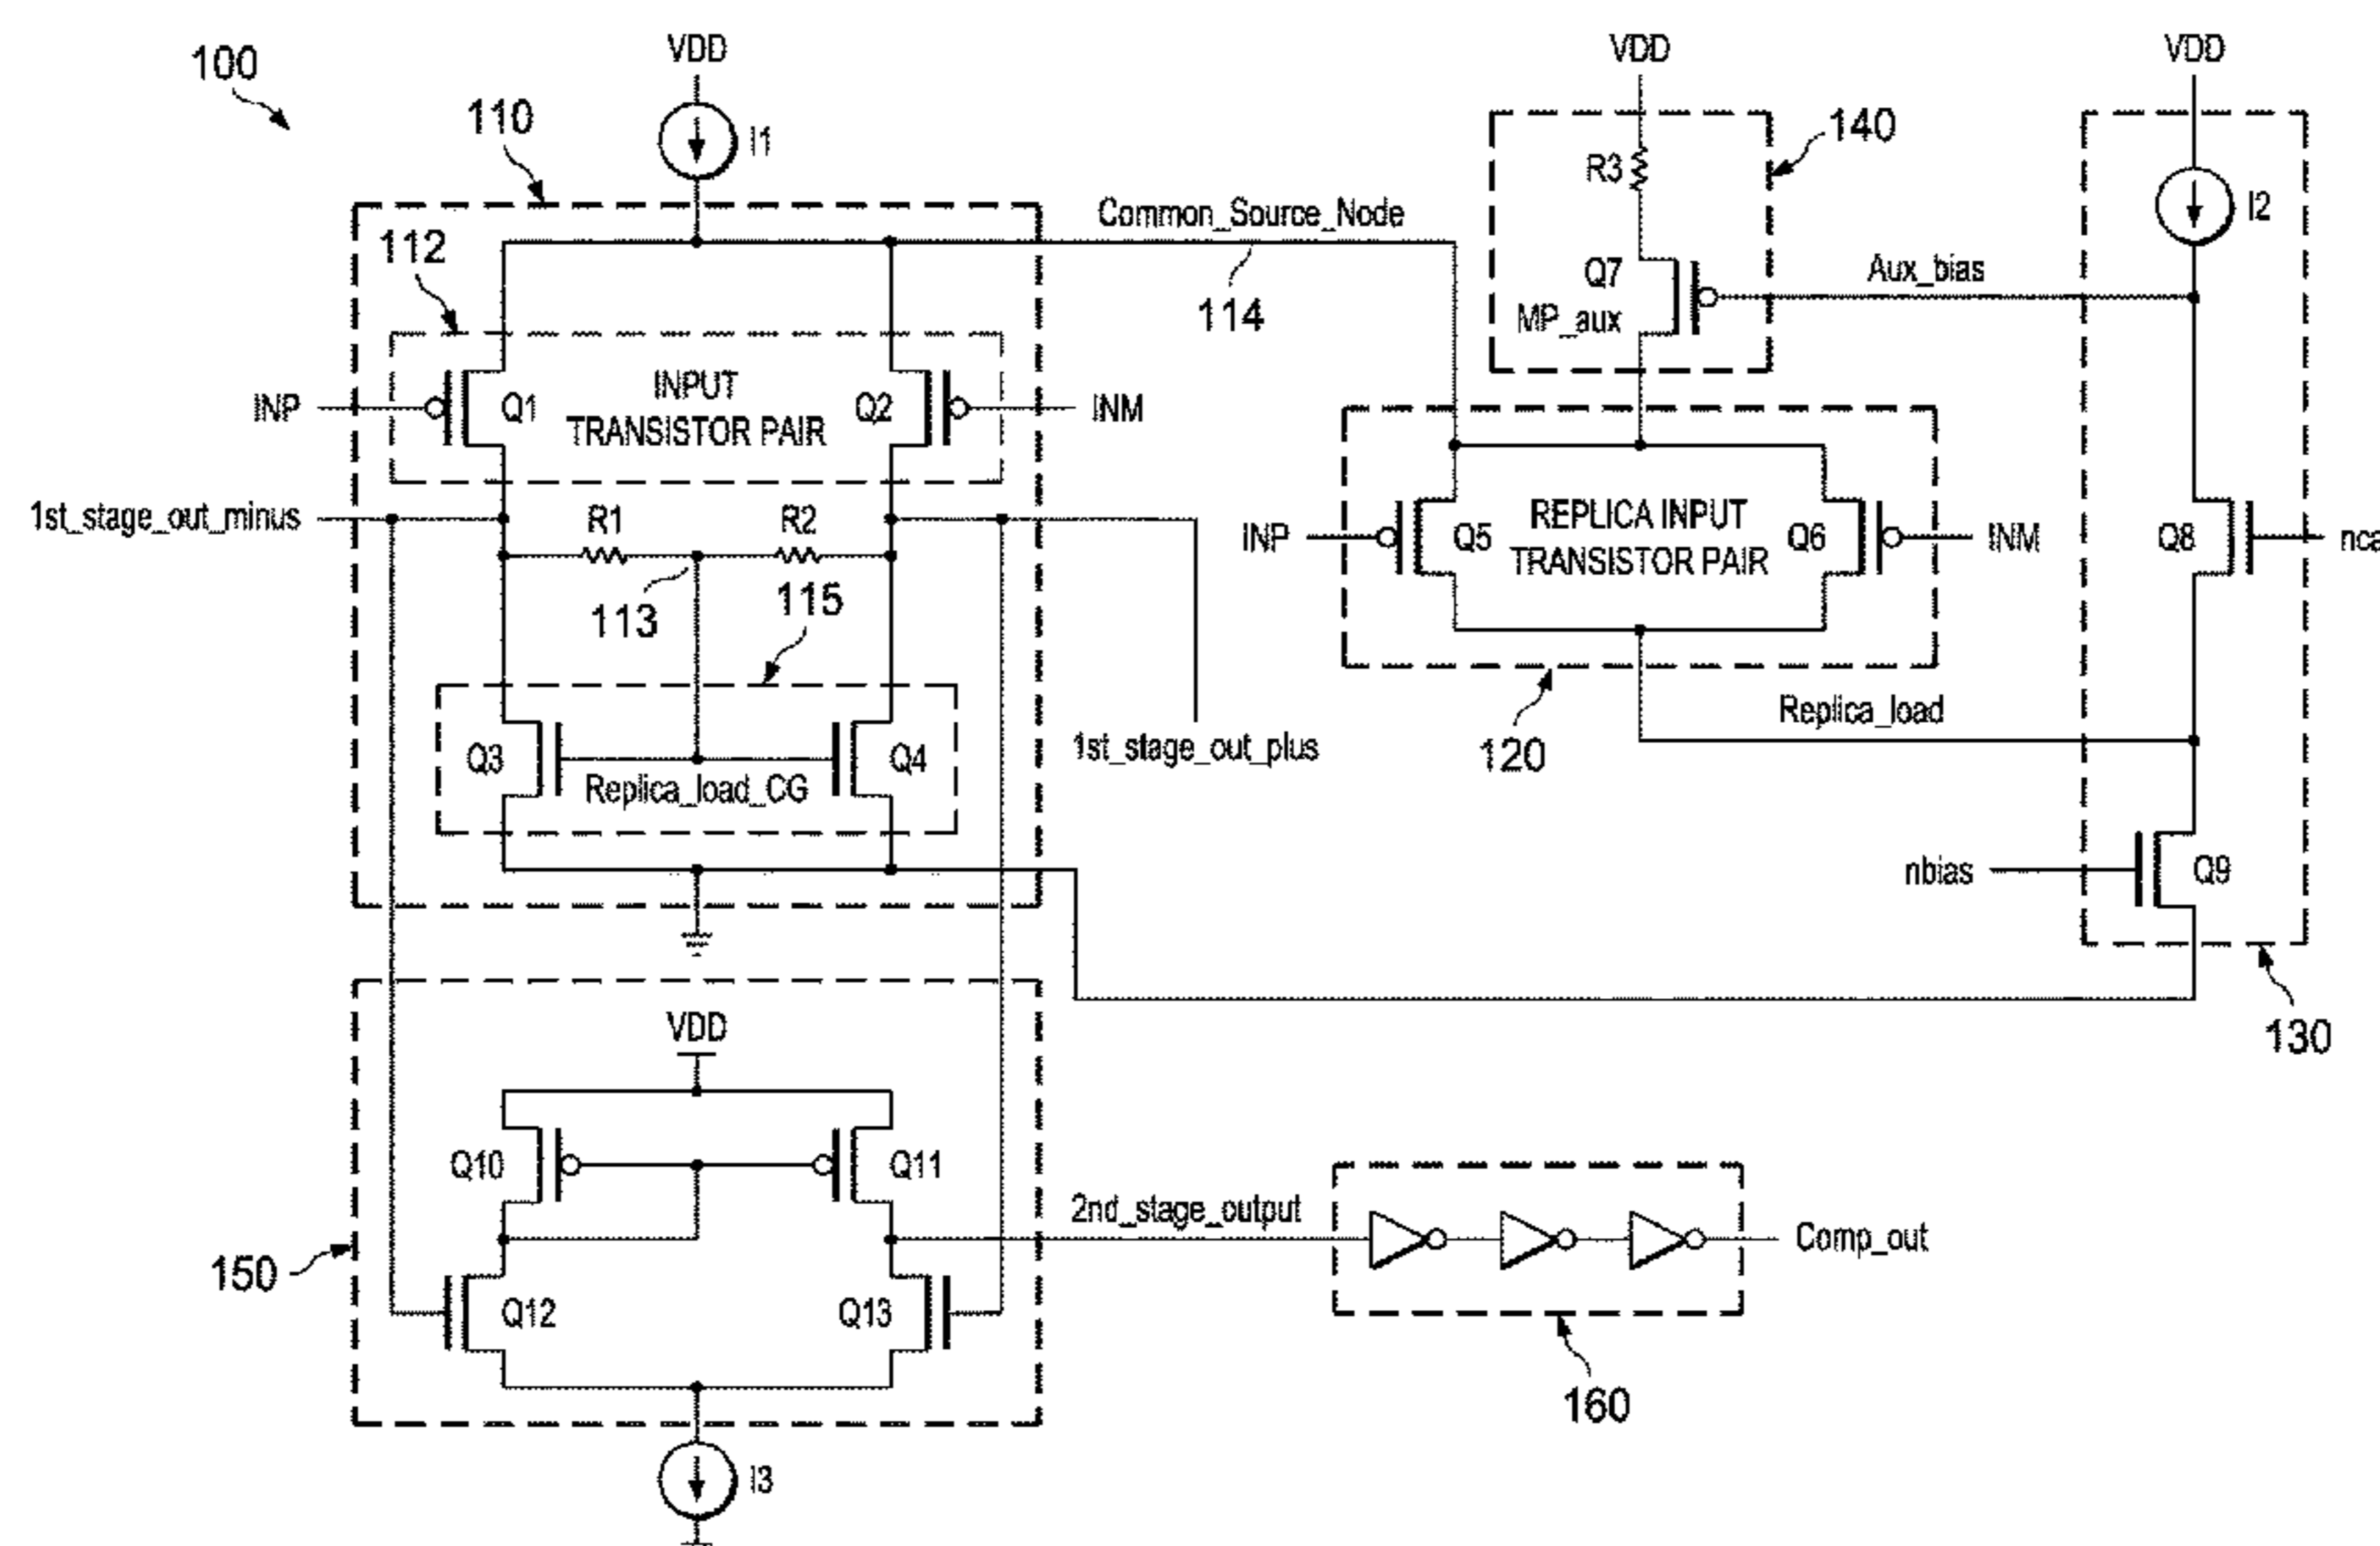 100
VDD
VDD
VDD
110
I1
140
R3
I2
112
Common_Source_Node
114
Q7
MP_aux
Aux_bias
INP
Q1
INPUT
TRANSISTOR PAIR
Q2
INM
1st_stage_out_minus
R1
R2
113
115
INP
Q5
REPLICA INPUT
TRANSISTOR PAIR
Q6
INM
Q8
nca
Q3
Replica_load_CG
Q4
1st_stage_out_plus
120
Replica_load
nbias
Q9
130
VDD
Q10
Q11
150
Q12
Q13
2nd_stage_output
Comp_out
160
I3